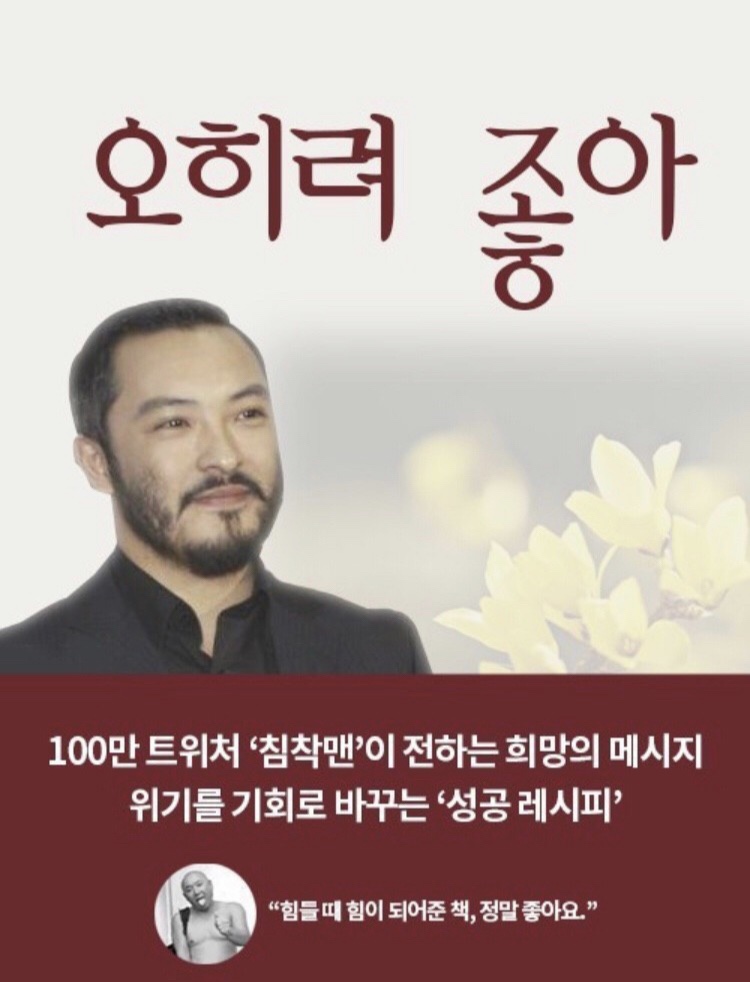 오히려 좋아
100만 트위처 ‘침착맨’이 전하는 희망의 메시지
위기를 기회로 바꾸는 ‘성공 레시피’
“힘들 때 힘이 되어준 책, 정말 좋아요.”